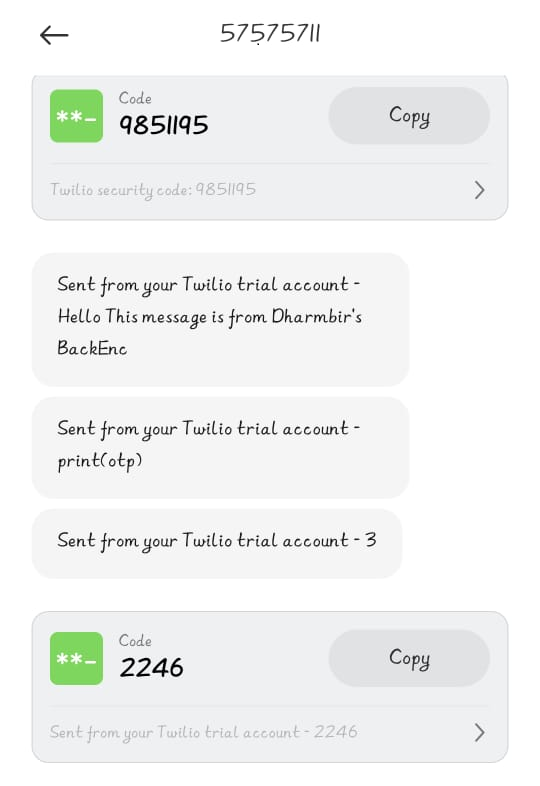 57575711
Code
9851195
Copy
Twilio security code: 9851195
Sent from your Twilio trial account -
Hello This message is from Dharmbir's
BackEnc
Sent from your Twilio trial account -
print(otp)
Sent from your Twilio trial account - 3
**_
Code
2246
Copy
Sent from your Twilio trial account - 2246